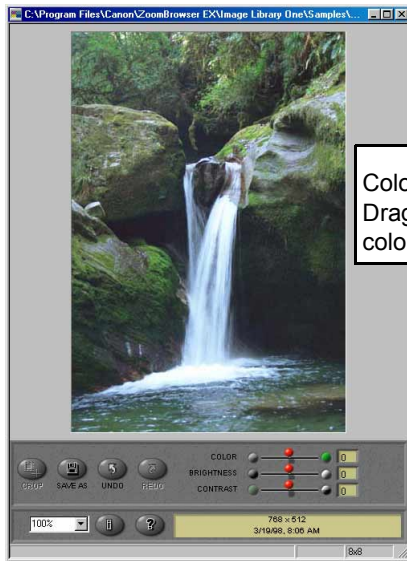 C:\Program Files\Canon\ZoomBrowser EX\Image Library One\Samples\...
Colo
Drag
colo
COLOR 0
CROP SAVE AS UNDO REDO
BRIGHTNESS 0
CONTRAST 0
100%
?
768 x 512
3/19/98, 8:06 AM
8x8